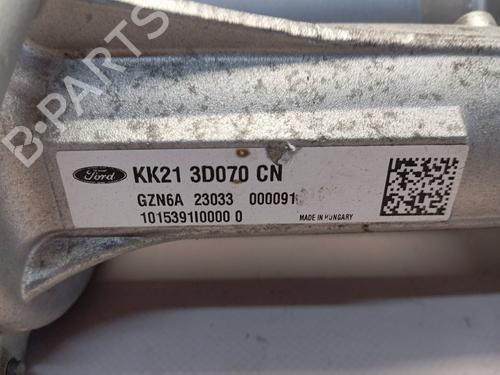 B-PARTS
Ford
KK21 3D070 CN
GZN6A 23033 000091
101539110000 0
MADE IN HUNGARY